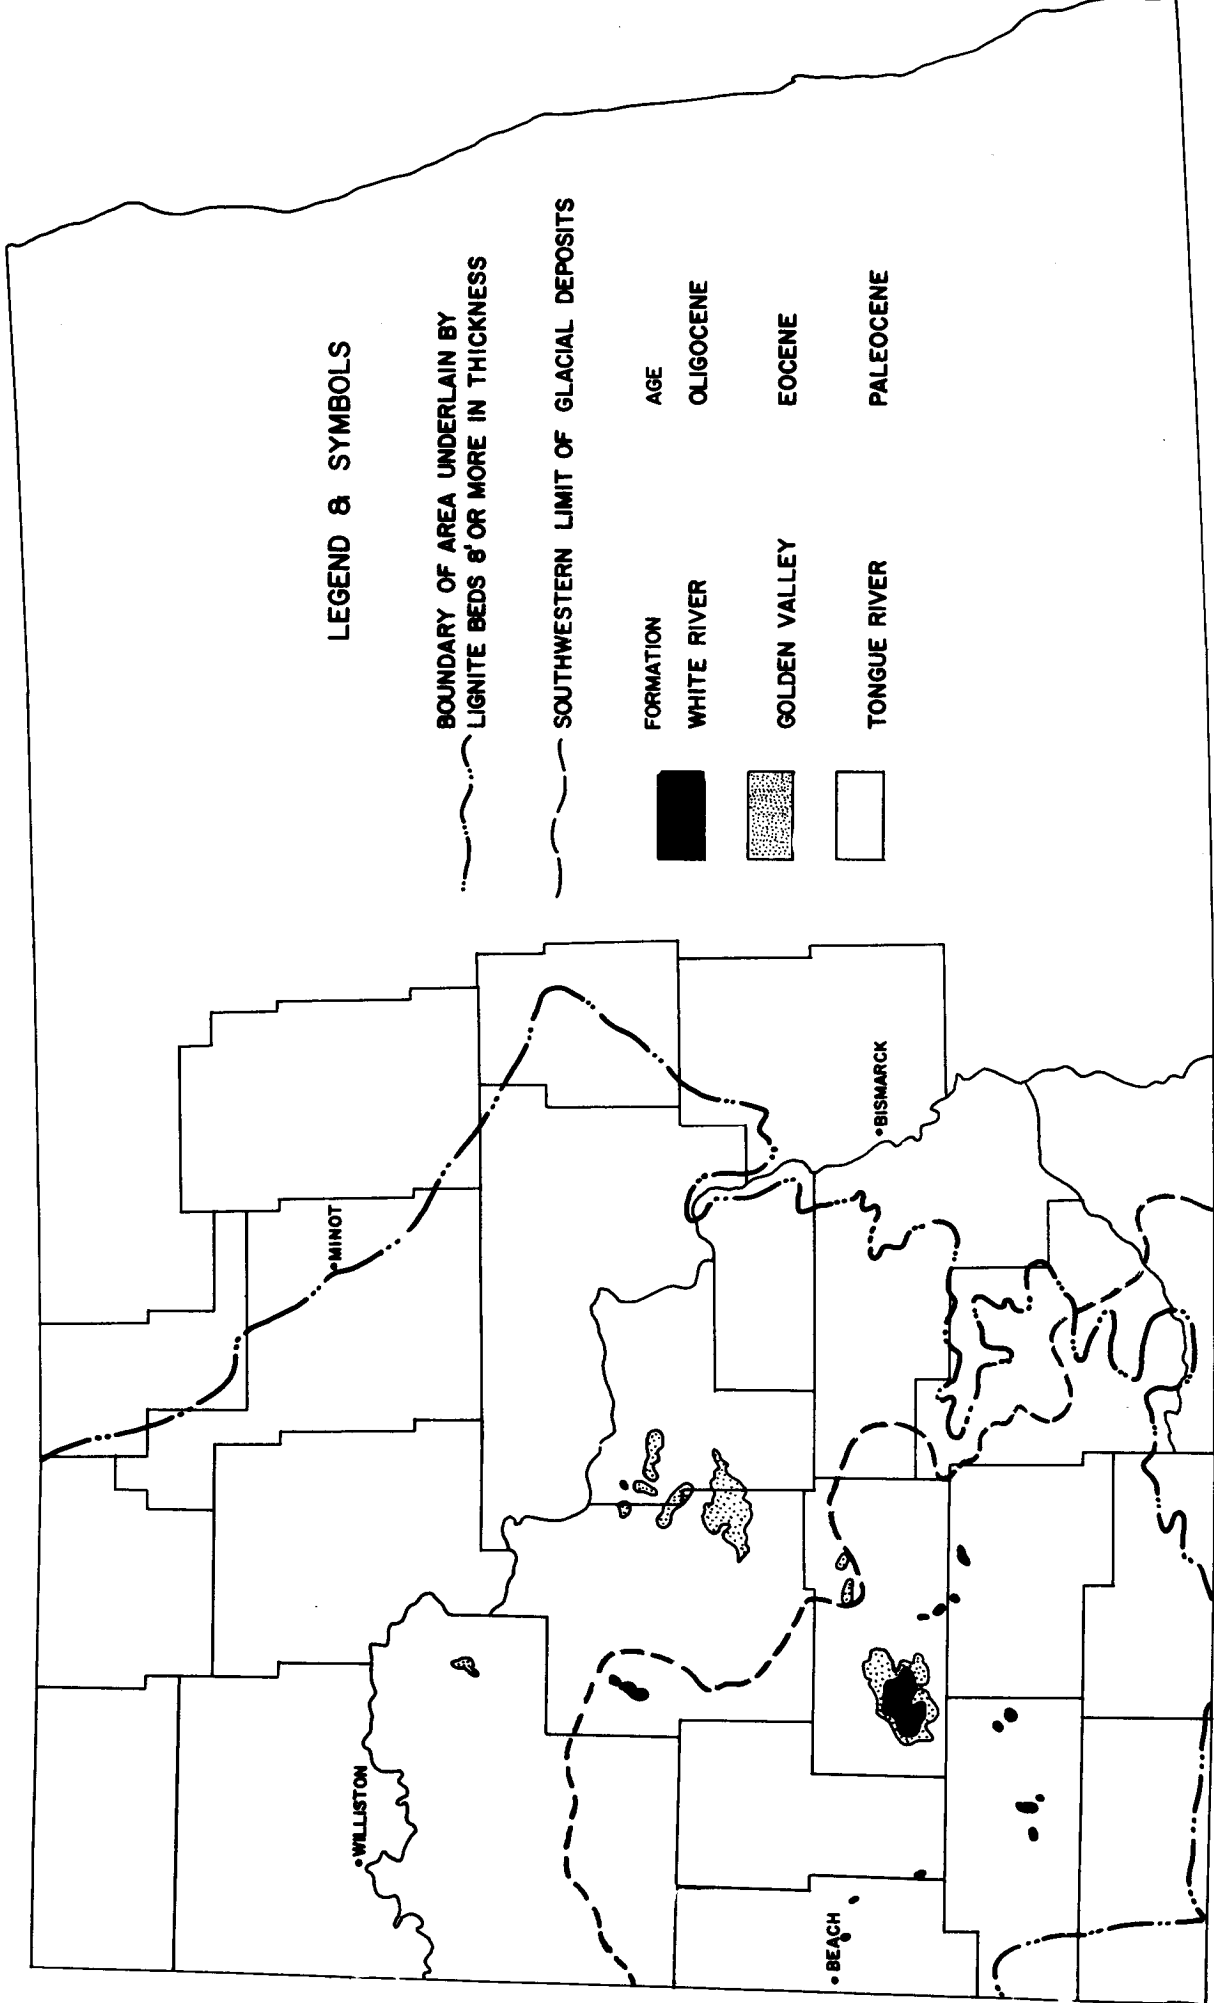 LEGEND & SYMBOLS
BOUNDARY OF AREA UNDERLAIN BY
LIGNITE BEDS 8' OR MORE IN THICKNESS
SOUTHWESTERN LIMIT OF GLACIAL DEPOSITS
FORMATION AGE
WHITE RIVER OLIGOCENE
GOLDEN VALLEY EOCENE
TONGUE RIVER PALEOCENE
MINOT
WILLISTON
BISMARCK
BEACH